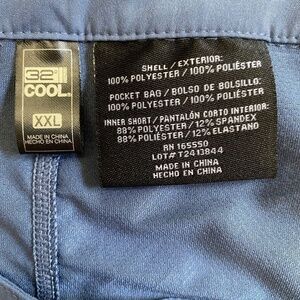 32
COOL.
XXL
MADE IN CHINA
HECHO EN CHINA
SHELL / EXTERIOR:
100% POLYESTER / 100% POLIÉSTER
POCKET BAG / BOLSO DE BOLSILLO:
100% POLYESTER / 100% POLIÉSTER
INNER SHORT / PANTALÓN CORTO INTERIOR:
88% POLYESTER / 12% SPANDEX
88% POLIÉSTER / 12% ELASTAND
RN 165550
LOT# T2413844
MADE IN CHINA
HECHO EN CHINA